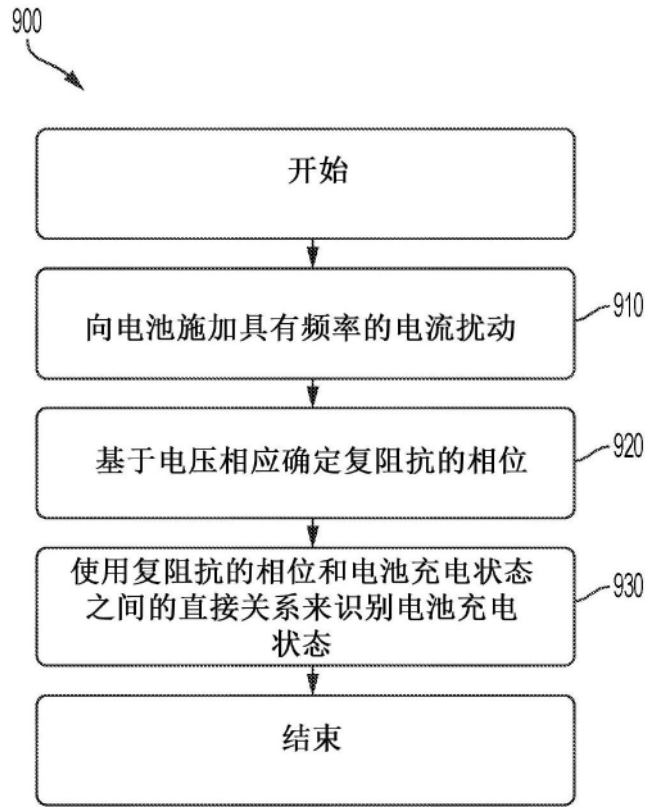 900
开始
向电池施加具有频率的电流扰动
910
基于电压相应确定复阻抗的相位
920
使用复阻抗的相位和电池充电状态
之间的直接关系来识别电池充电
状态
930
结束